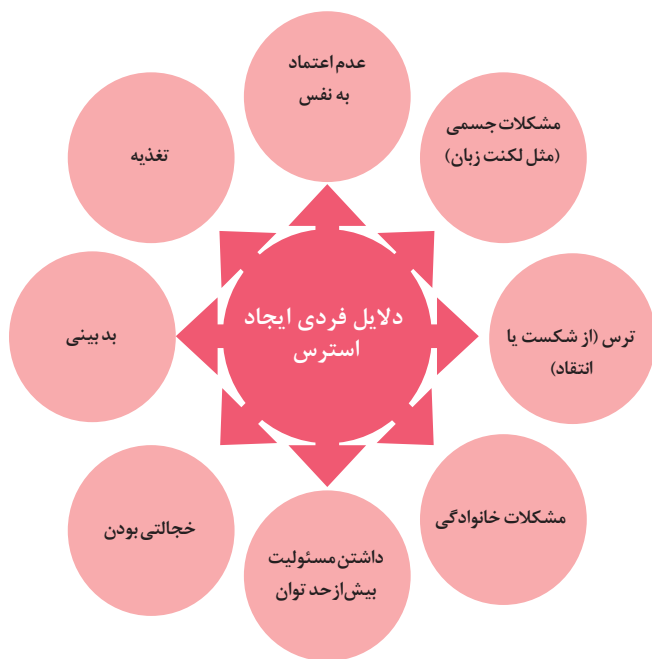 دلایل فردی ایجاد
استرس
عدم اعتماد
به نفس
مشکلات جسمی
(مثل لکنت زبان)
ترس (از شکست یا
انتقاد)
مشکلات خانوادگی
داشتن مسئولیت
بیش از حد توان
خجالتی بودن
بدبینی
تغذیه